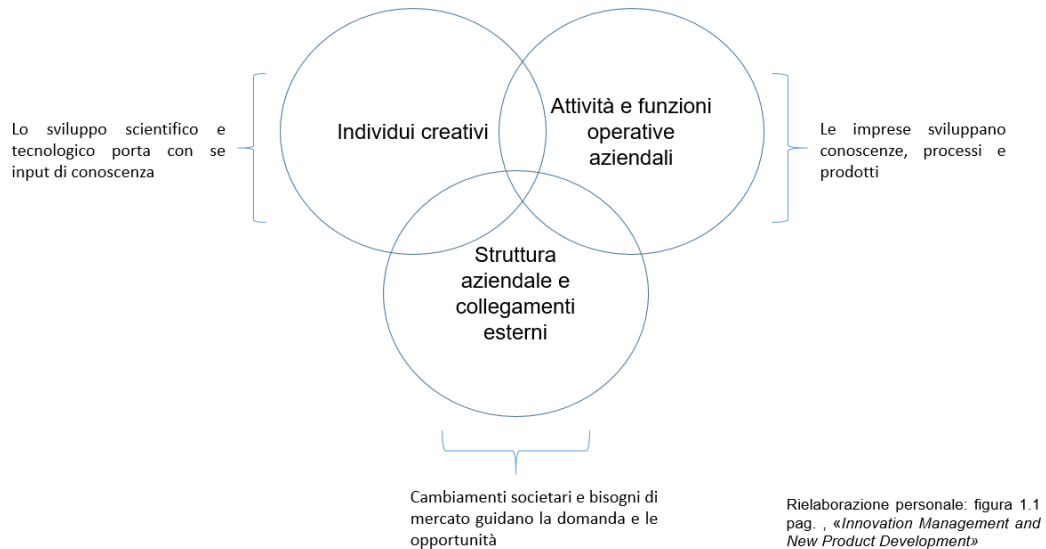 Individui creativi
Attività e funzioni
operative
aziendali
Lo sviluppo scientifico e
tecnologico porta con se
input di conoscenza
Le imprese sviluppano
conoscenze, processi e
prodotti
Struttura
aziendale e
collegamenti
esterni
Cambiamenti societari e bisogni di
mercato guidano la domanda e le
opportunità
Rielaborazione personale: figura 1.1
pag. , «Innovation Management and
New Product Development»